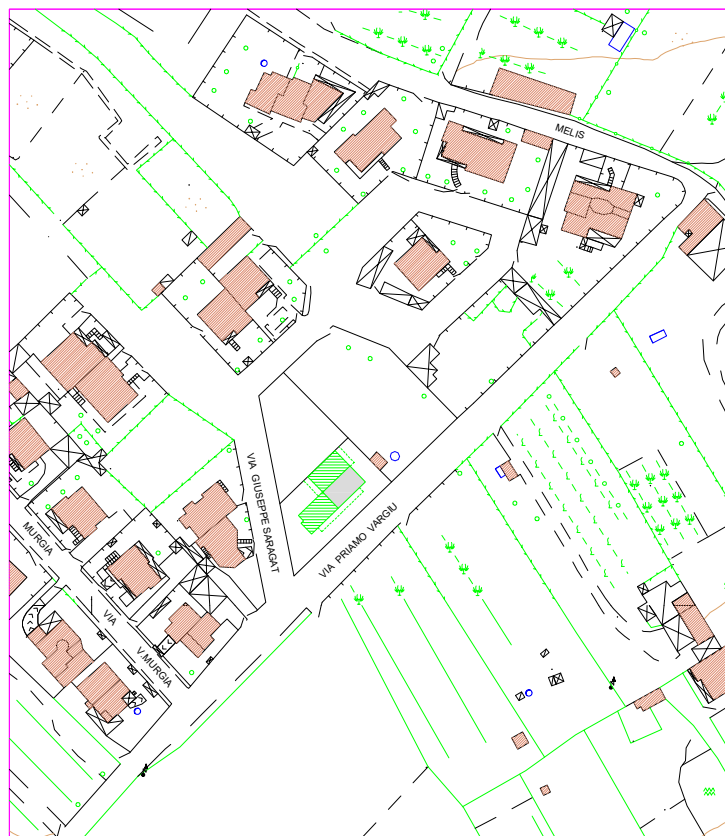 MELIS
VIA GIUSEPPE SARAGAT
VIA PRIAMO VARGIU
MURGIA
VIA
V.MURGIA